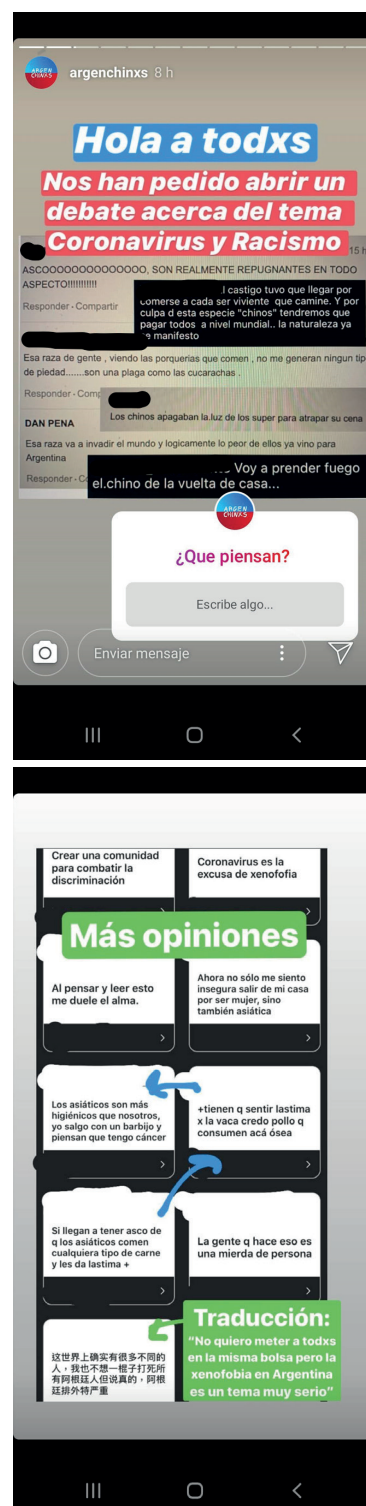 ARGEN
CHINXS
argenchinxs 8 h
Hola a todxs
Nos han pedido abrir un
debate acerca del tema
Coronavirus y Racismo
15 h
ASCOOOOOOOOOOOOOOO, SON REALMENTE REPUGNANTES EN TODO
ASPECTO!!!!!!!!!!!
Responder - Compartir
l castigo tuvo que llegar por
comerse a cada ser viviente que camine. Y por
culpa d esta especie "chinos" tendremos que
pagar todos a nivel mundial.. la naturaleza ya
se manifesto
Esa raza de gente , viendo las porquerias que comen , no me generan ningun tip
de piedad.......son una plaga como las cucarachas .
Responder - Comp
Los chinos apagaban la.luz de los super para atrapar su cena
DAN PENA
Esa raza va a invadir el mundo y logicamente lo peor de ellos ya vino para
Argentina
Responder - Co
Voy a prender fuego
el.chino de la vuelta de casa...
ARGEN
CHINXS
¿Que piensan?
Escribe algo...
Enviar mensaje
Crear una comunidad
para combatir la
discriminación
Coronavirus es la
excusa de xenofofia
Más opiniones
Al pensar y leer esto
me duele el alma.
Ahora no sólo me siento
insegura salir de mi casa
por ser mujer, sino
también asiática
Los asiáticos son más
higiénicos que nosotros,
yo salgo con un barbijo y
piensan que tengo cáncer
+tienen q sentir lastima
x la vaca credo pollo q
consumen acá ósea
Si llegan a tener asco de
q los asiáticos comen
cualquiera tipo de carne
y les da lastima +
La gente q hace eso es
una mierda de persona
这世界上确实有很多不同的
人，我也不想一棍子打死所
有阿根廷人但说真的，阿根
廷排外特严重
Traducción:
"No quiero meter a todxs
en la misma bolsa pero la
xenofobia en Argentina
es un tema muy serio"